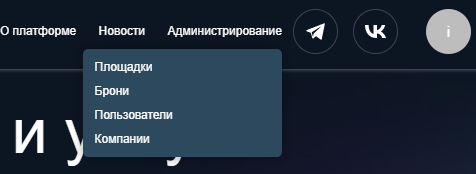 О платформе Новости Администрирование i
Площадки
Брони
Пользователи
Компании
и